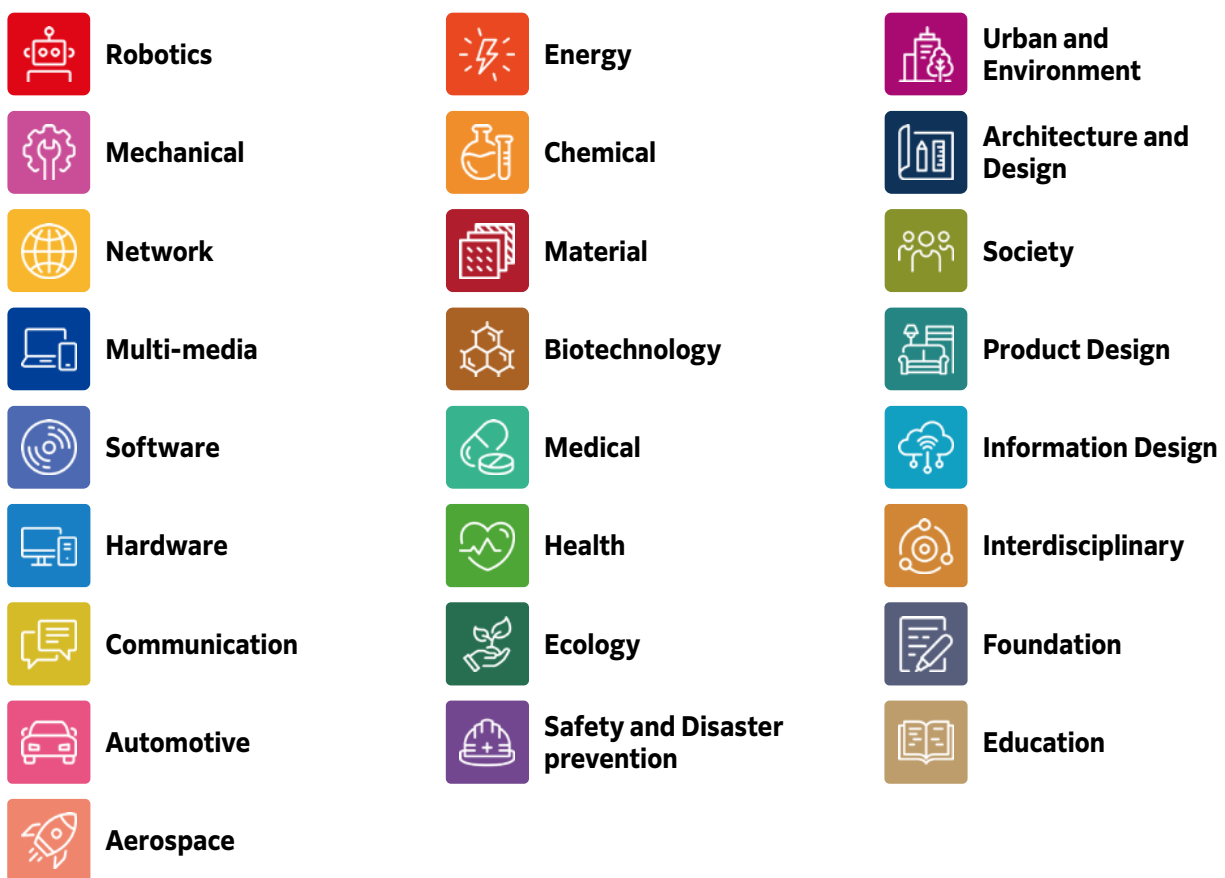 Robotics
Mechanical
Network
Multi-media
Software
Hardware
Communication
Automotive
Aerospace
Energy
Chemical
Material
Biotechnology
Medical
Health
Ecology
Safety and Disaster
prevention
Urban and
Environment
Architecture and
Design
Society
Product Design
Information Design
Interdisciplinary
Foundation
Education